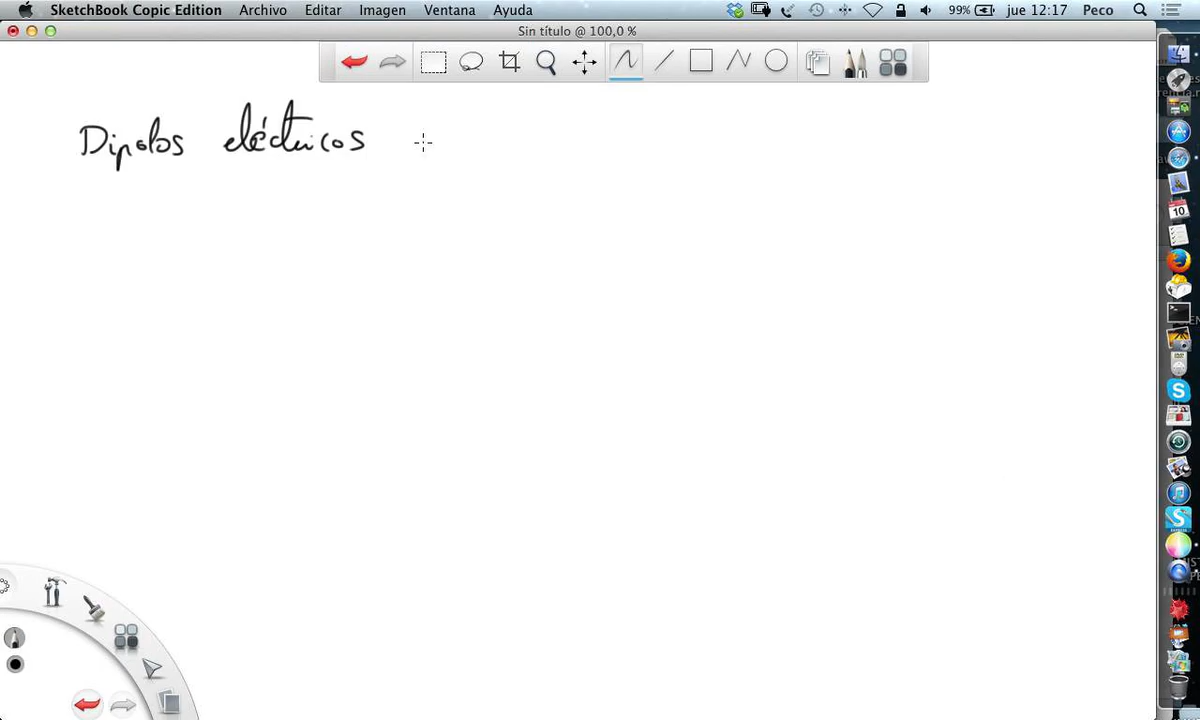 SketchBook Copic Edition Archivo Editar Imagen Ventana Ayuda 99% jue 12:17 Peco
Sin título @ 100,0 %
Dipolos eléctricos